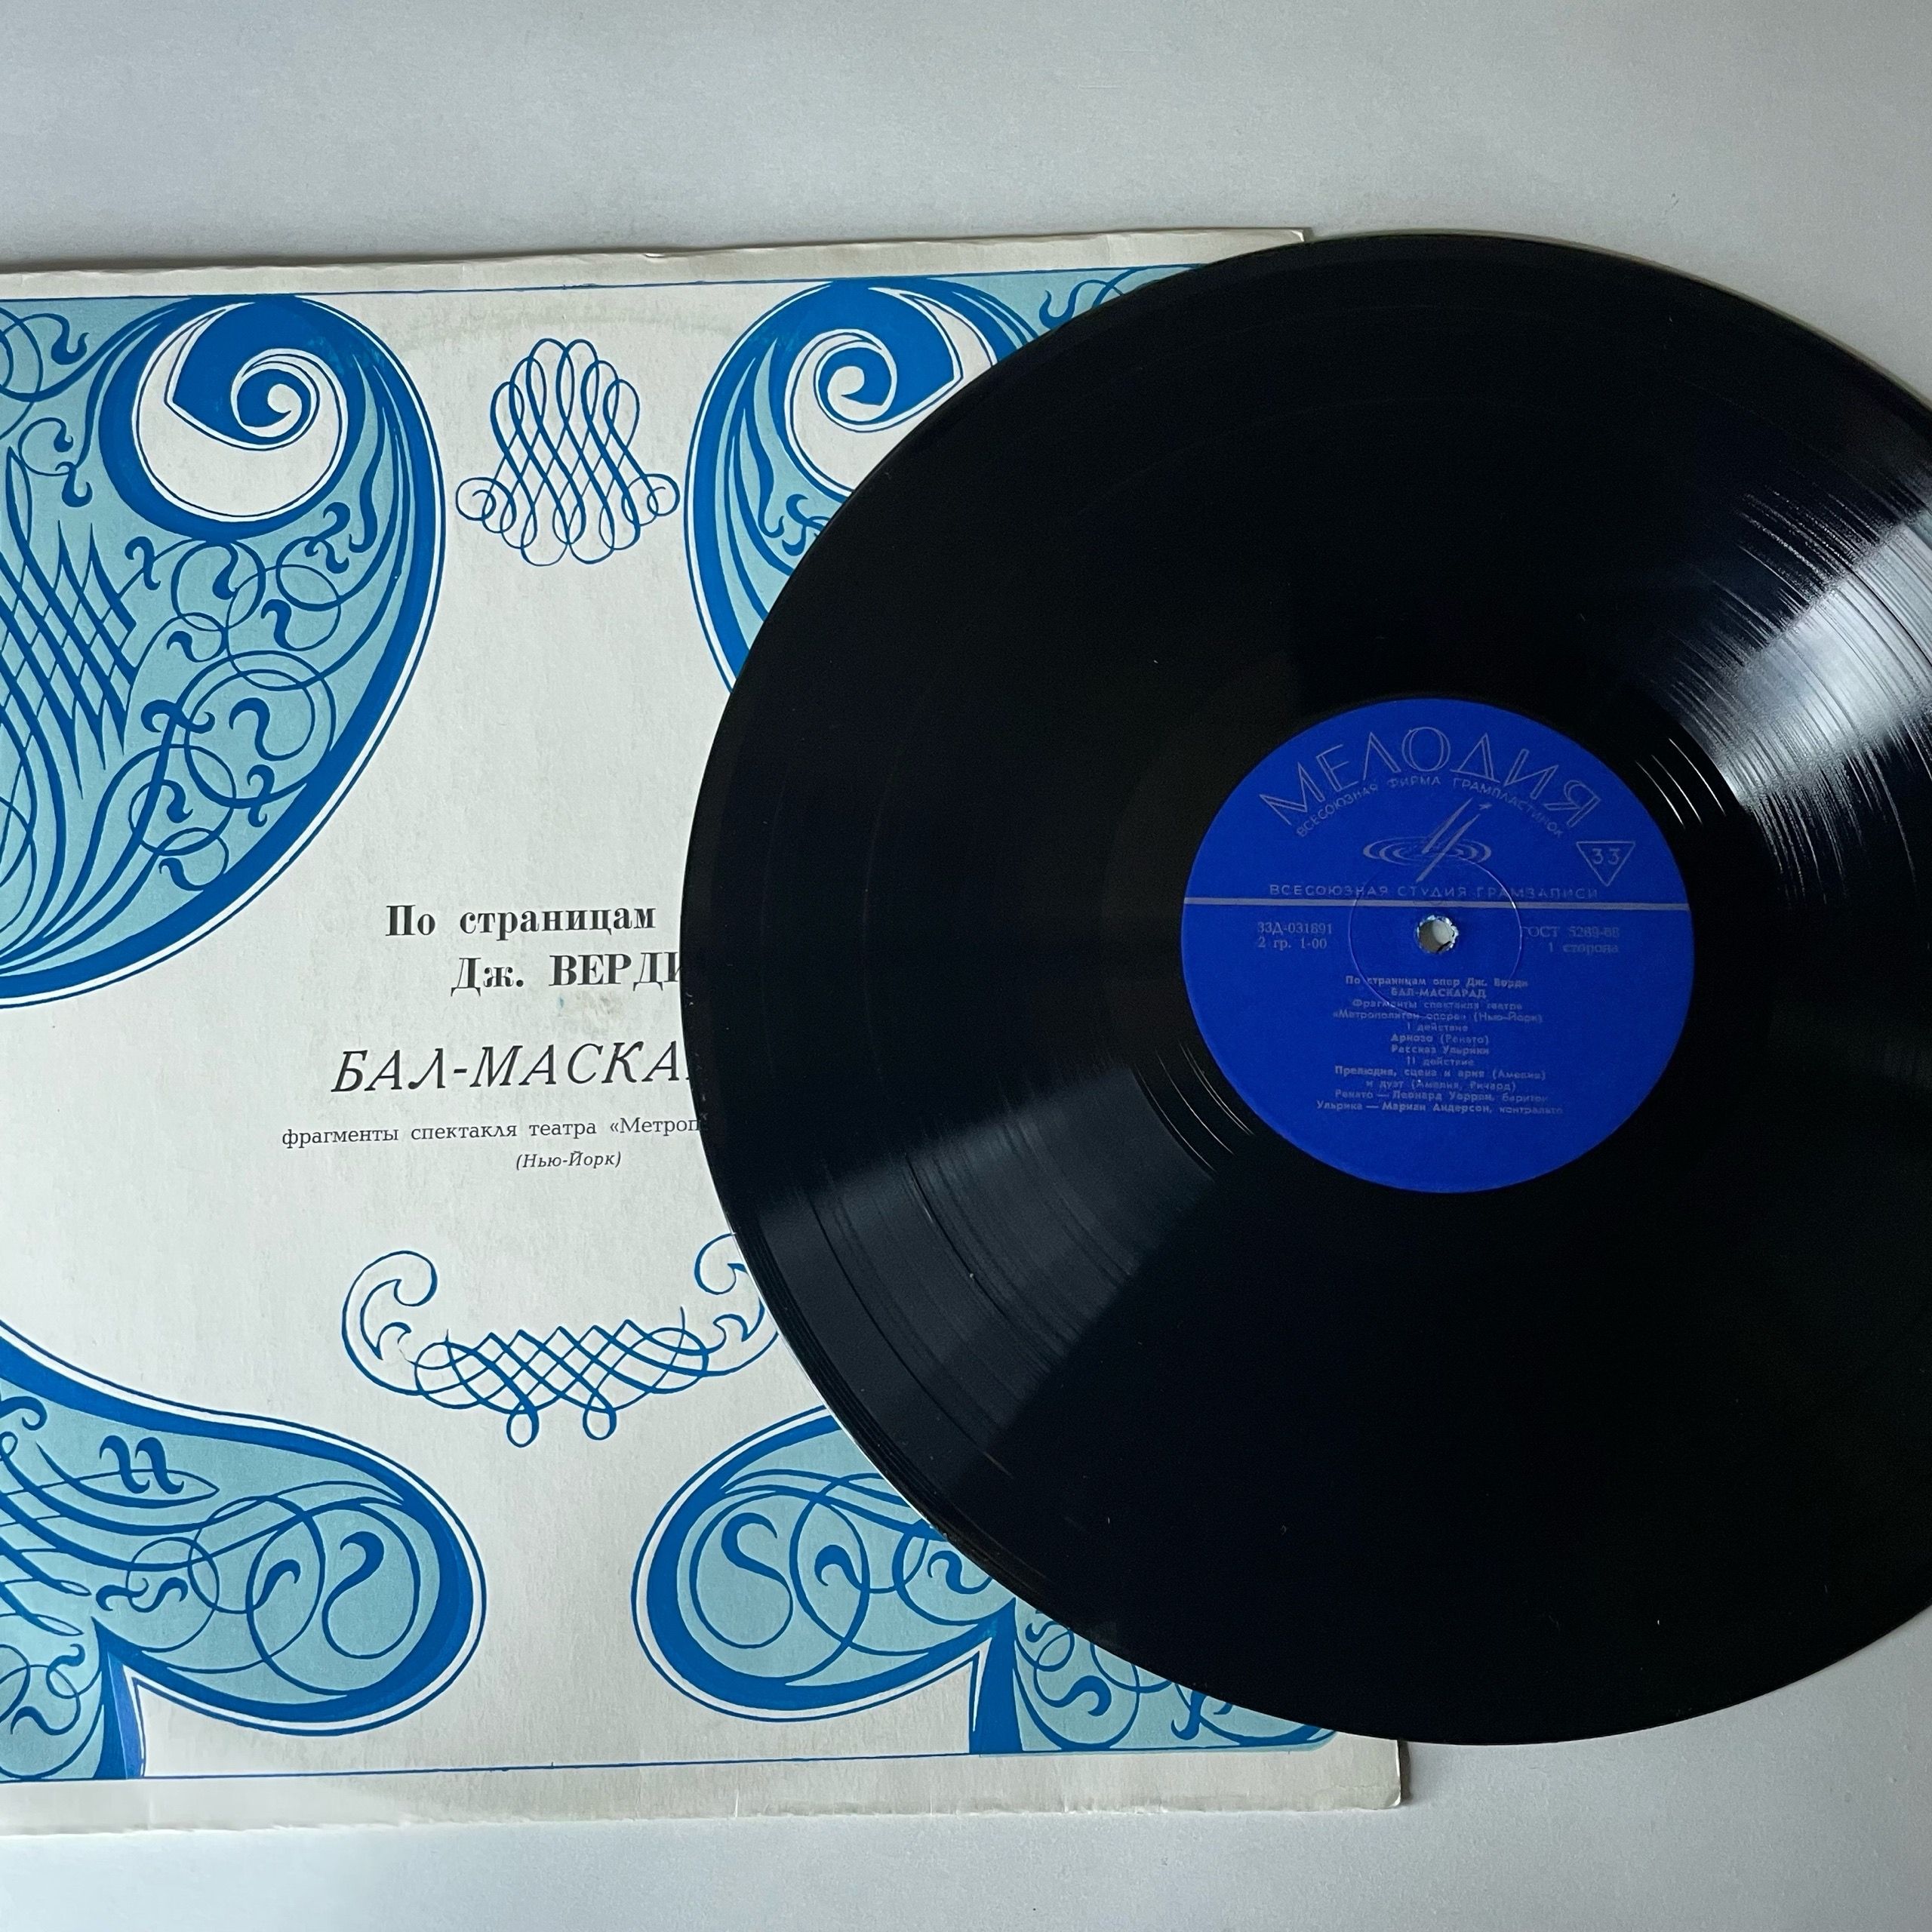 По страницам
Дж. ВЕРДИ
БАЛ-МАСКА
фрагменты спектакля театра «Метроп
(Нью-Йорк)
МЕЛОДИЯ
ВСЕСОЮЗНАЯ ФИРМА ГРАМПЛАСТИНОК
33
ВСЕСОЮЗНАЯ СТУДИЯ ГРАМЗАПИСИ
33Д-031891
ГОСТ 5289-68
2 гр. 1-00
1 сторона
По страницам опер Дж. Верди
БАЛ-МАСКАРАД
Фрагменты спектакля театра
«Метрополитен опера» (Нью-Йорк)
I действие
Ариозо (Ренато)
Рассказ Ульрики
II действие
Прелюдия, сцена и ария (Амелия)
и дуэт (Амелия, Ричард)
Ренато — Леонард Уоррен, баритон
Ульрика — Мариан Андерсон, контральто